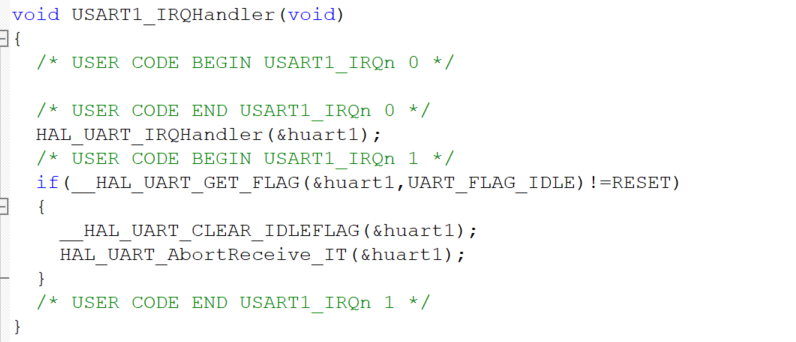 void USART1_IRQHandler(void)
{
  /* USER CODE BEGIN USART1_IRQn 0 */

  /* USER CODE END USART1_IRQn 0 */
  HAL_UART_IRQHandler(&huart1);
  /* USER CODE BEGIN USART1_IRQn 1 */
  if(__HAL_UART_GET_FLAG(&huart1,UART_FLAG_IDLE)!=RESET)
  {
    __HAL_UART_CLEAR_IDLEFLAG(&huart1);
    HAL_UART_AbortReceive_IT(&huart1);
  }
  /* USER CODE END USART1_IRQn 1 */
}